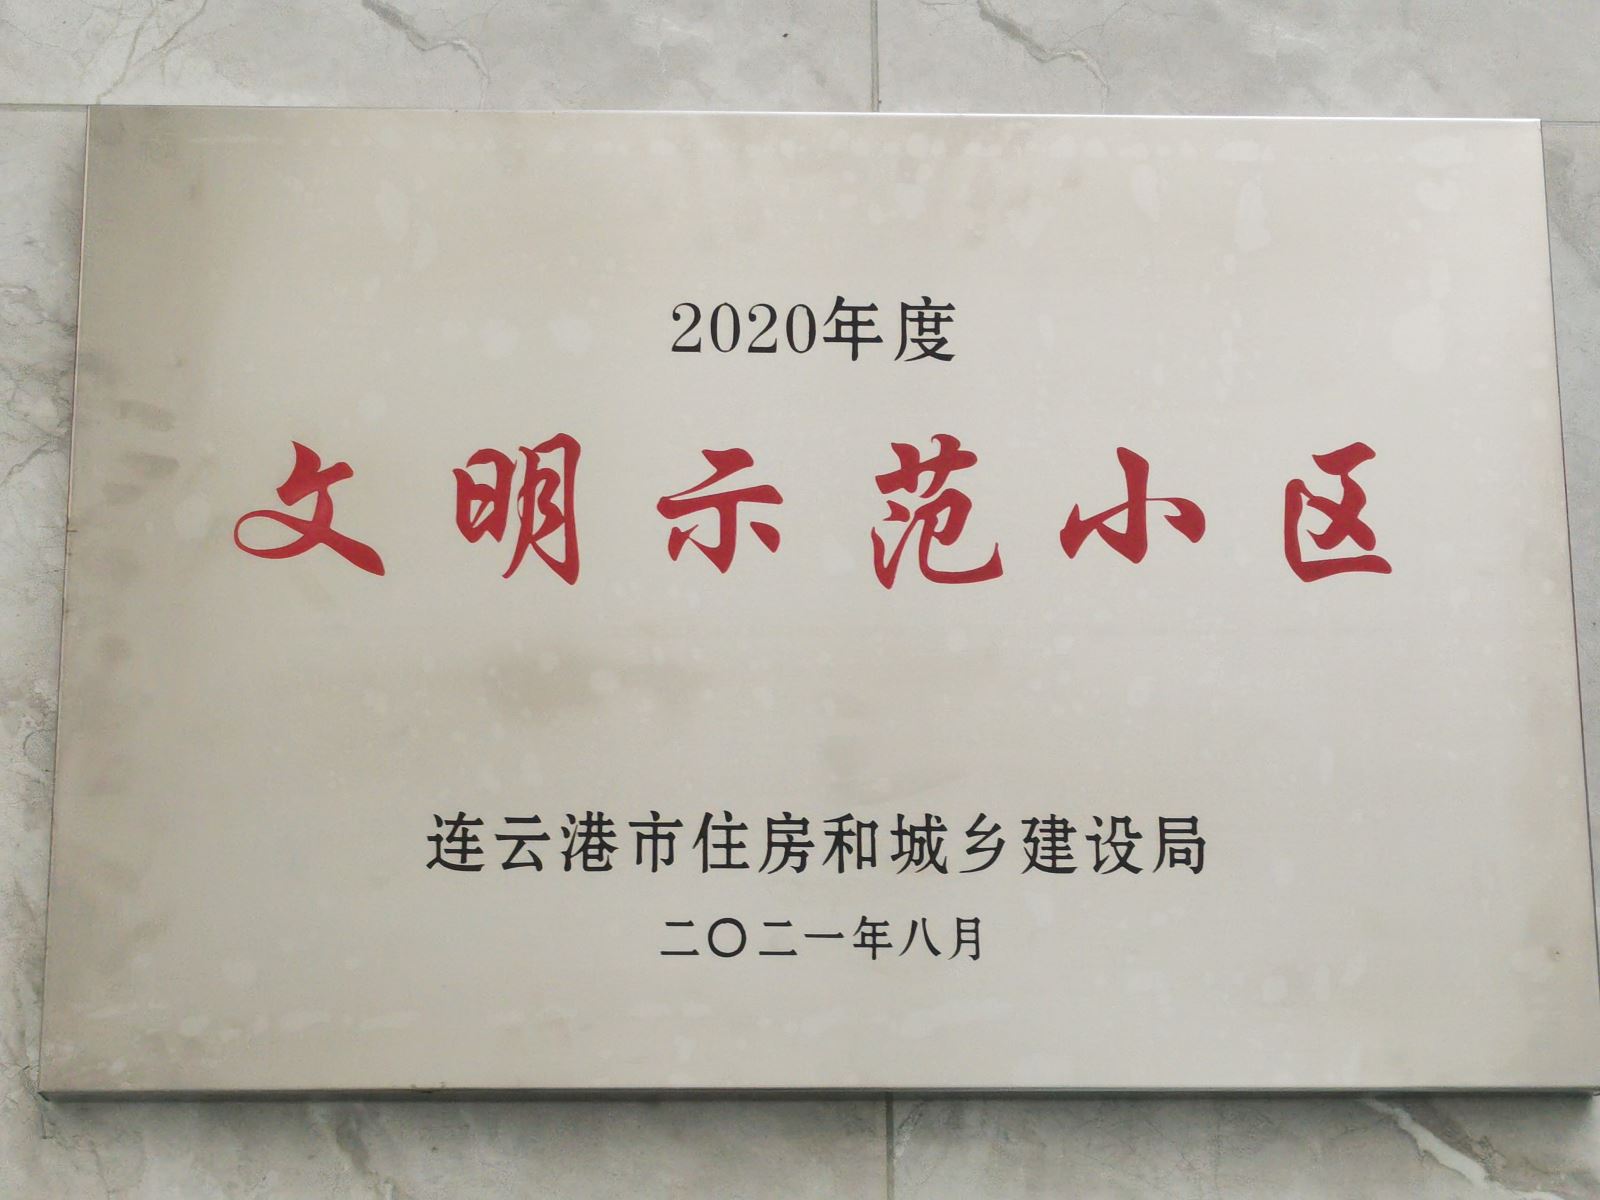 2020年度
文明示范小区
连云港市住房和城乡建设局
二〇二一年八月